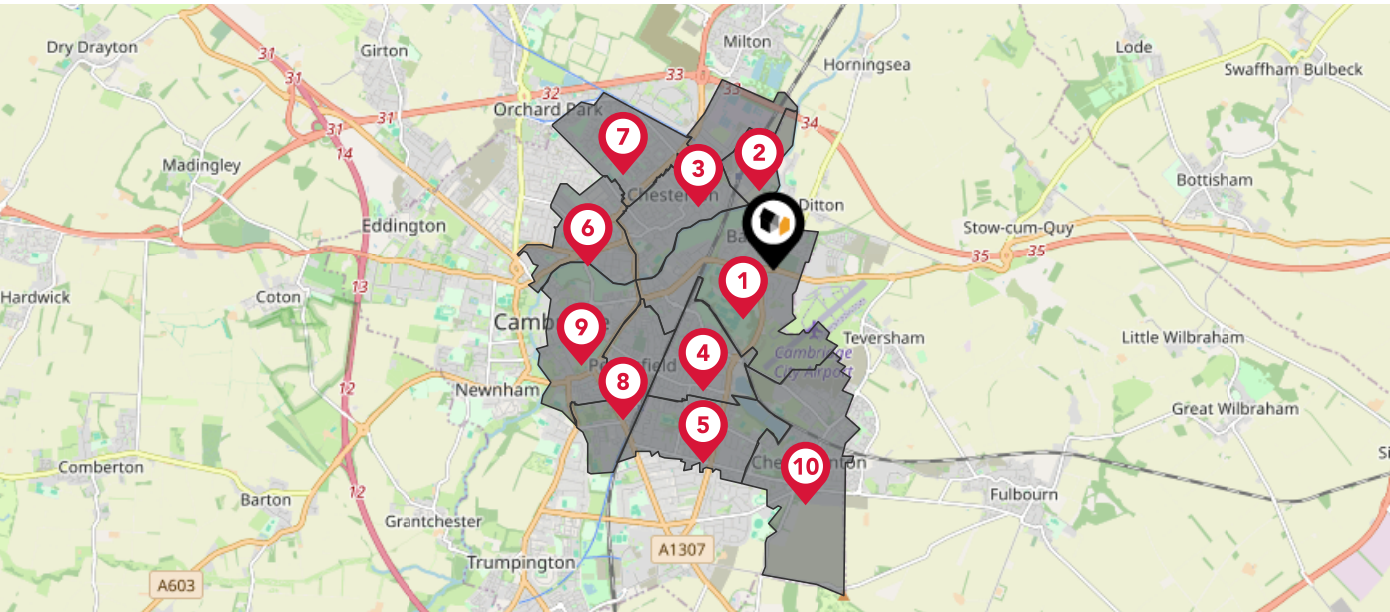 Dry Drayton
Girton
Milton
Horningsea
Lode
Swaffham Bulbeck
31
31
33
33
32
31
31
34
Orchard Park
7
2
3
14
Madingley
Chesterton
Bottisham
Ditton
Eddington
6
Stow-cum-Quy
35
35
1
13
Hardwick
Coton
9
4
Cambridge
City Airport
Teversham
Little Wilbraham
8
5
Newnham
12
Great Wilbraham
Comberton
10
Fulbourn
Barton
12
Grantchester
A1307
Trumpington
A603